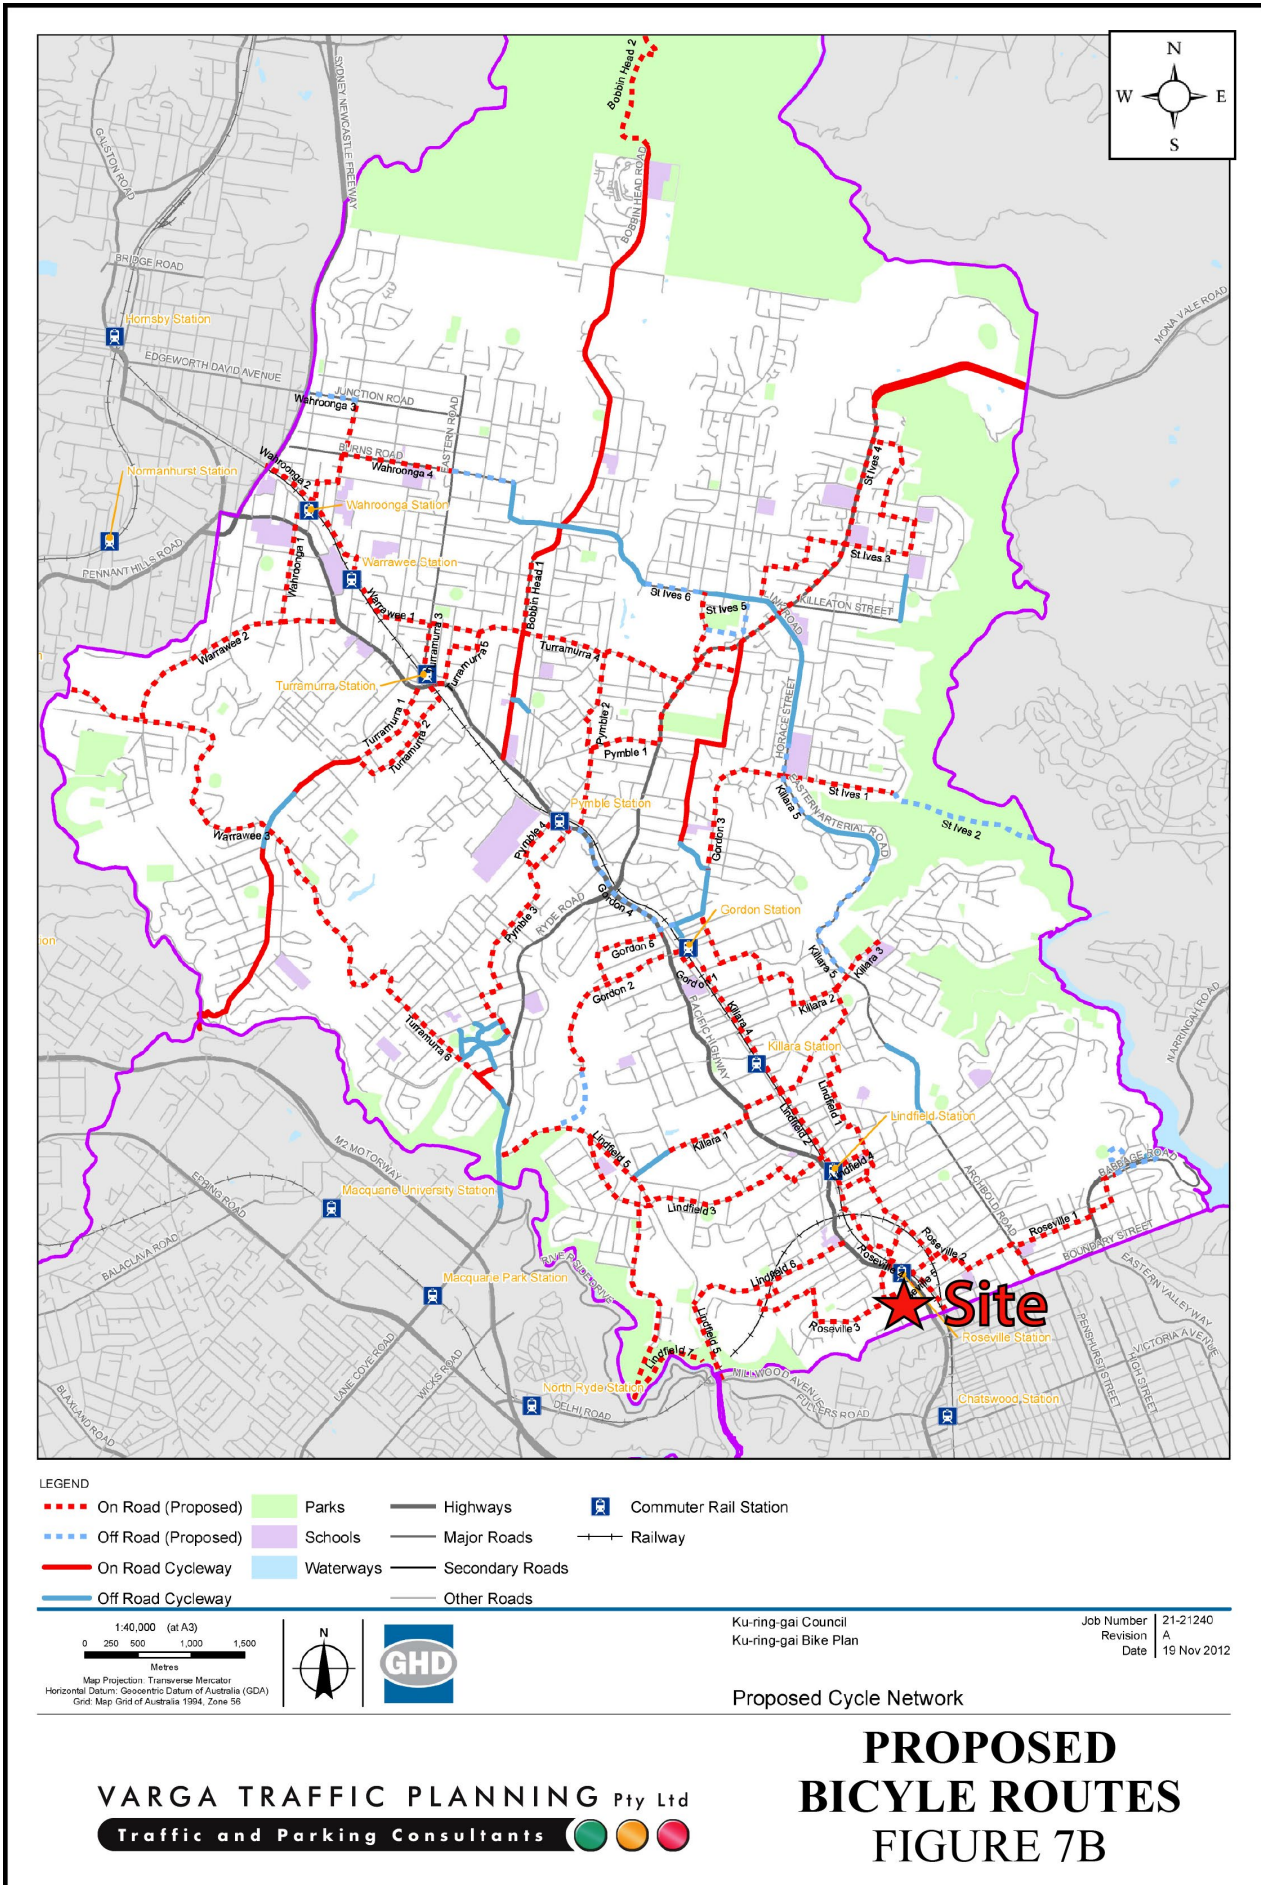 N
W E
S
Bobbin Head 2
SYDNEY NEWCASTLE FREEWAY
GALSTON ROAD
BOBBIN HEAD ROAD
BRIDGE ROAD
MONA VALE ROAD
Hornsby Station
EDGEWORTH DAVID AVENUE
JUNCTION ROAD
Wahroonga 3
EASTERN ROAD
BURNS ROAD
Wahroonga 2
Wahroonga 4
St Ives 4
Normanhurst Station
Wahroonga Station
PENNANT HILLS ROAD
Wahroonga 1
Warrawee Station
St Ives 3
Bobbin Head 1
St Ives 6
St Ives 5
KILLEATON STREET
LINK ROAD
Warrawee 1
Turramurra 3
Warrawee 2
Turramurra 5
Turramurra 4
Turramurra Station
HORACE STREET
Turramurra 1
Turramurra 2
Pymble 2
Pymble 1
St Ives 1
Killara 5
EASTERN ARTERIAL ROAD
St Ives 2
Pymble Station
Warrawee 3
Pymble 4
Gordon 3
RYDE ROAD
Gordon 4
Gordon Station
Pymble 3
Gordon 5
Killara 5
Killara 3
ion
Gordon 2
Gordo 1
Killara 2
Killara 4
PACIFIC HIGHWAY
Turramurra 6
Killara Station
NARRINGAH ROAD
Lindfield 1
Lindfield 2
Lindfield Station
M2 MOTORWAY
Killara 1
Lindfield 5
ndfield 4
EPPING ROAD
Macquarie University Station
BABBAGE ROAD
ARCHBOLD ROAD
Lindfield 3
Roseville 1
BALACLAVA ROAD
Roseville 2
BOUNDARY STREET
RIVERSIDE DRIVE
Roseville
EASTERN VALLEY WAY
Macquarie Park Station
Lindfield 6
Site
Roseville 3
Lindfield 5
Roseville Station
PENSHURST STREET
VICTORIA AVENUE
HIGH STREET
Lindfield 7
LANE COVE ROAD
WICKS ROAD
MILLWOOD AVENUE
FULLERS ROAD
North Ryde Station
DELHI ROAD
BLAXLAND ROAD
Chatswood Station
LEGEND
On Road (Proposed) Parks Highways Commuter Rail Station
Off Road (Proposed) Schools Major Roads Railway
On Road Cycleway Waterways Secondary Roads
Off Road Cycleway Other Roads
1:40,000 (at A3)
0 250 500 1,000 1,500
Metres
Map Projection: Transverse Mercator
Horizontal Datum: Geocentric Datum of Australia (GDA)
Grid: Map Grid of Australia 1994, Zone 56
N
GHD
Ku-ring-gai Council
Ku-ring-gai Bike Plan
Proposed Cycle Network
Job Number 21-21240
Revision A
Date 19 Nov 2012
VARGA TRAFFIC PLANNING Pty Ltd
Traffic and Parking Consultants
PROPOSED
BICYLE ROUTES
FIGURE 7B